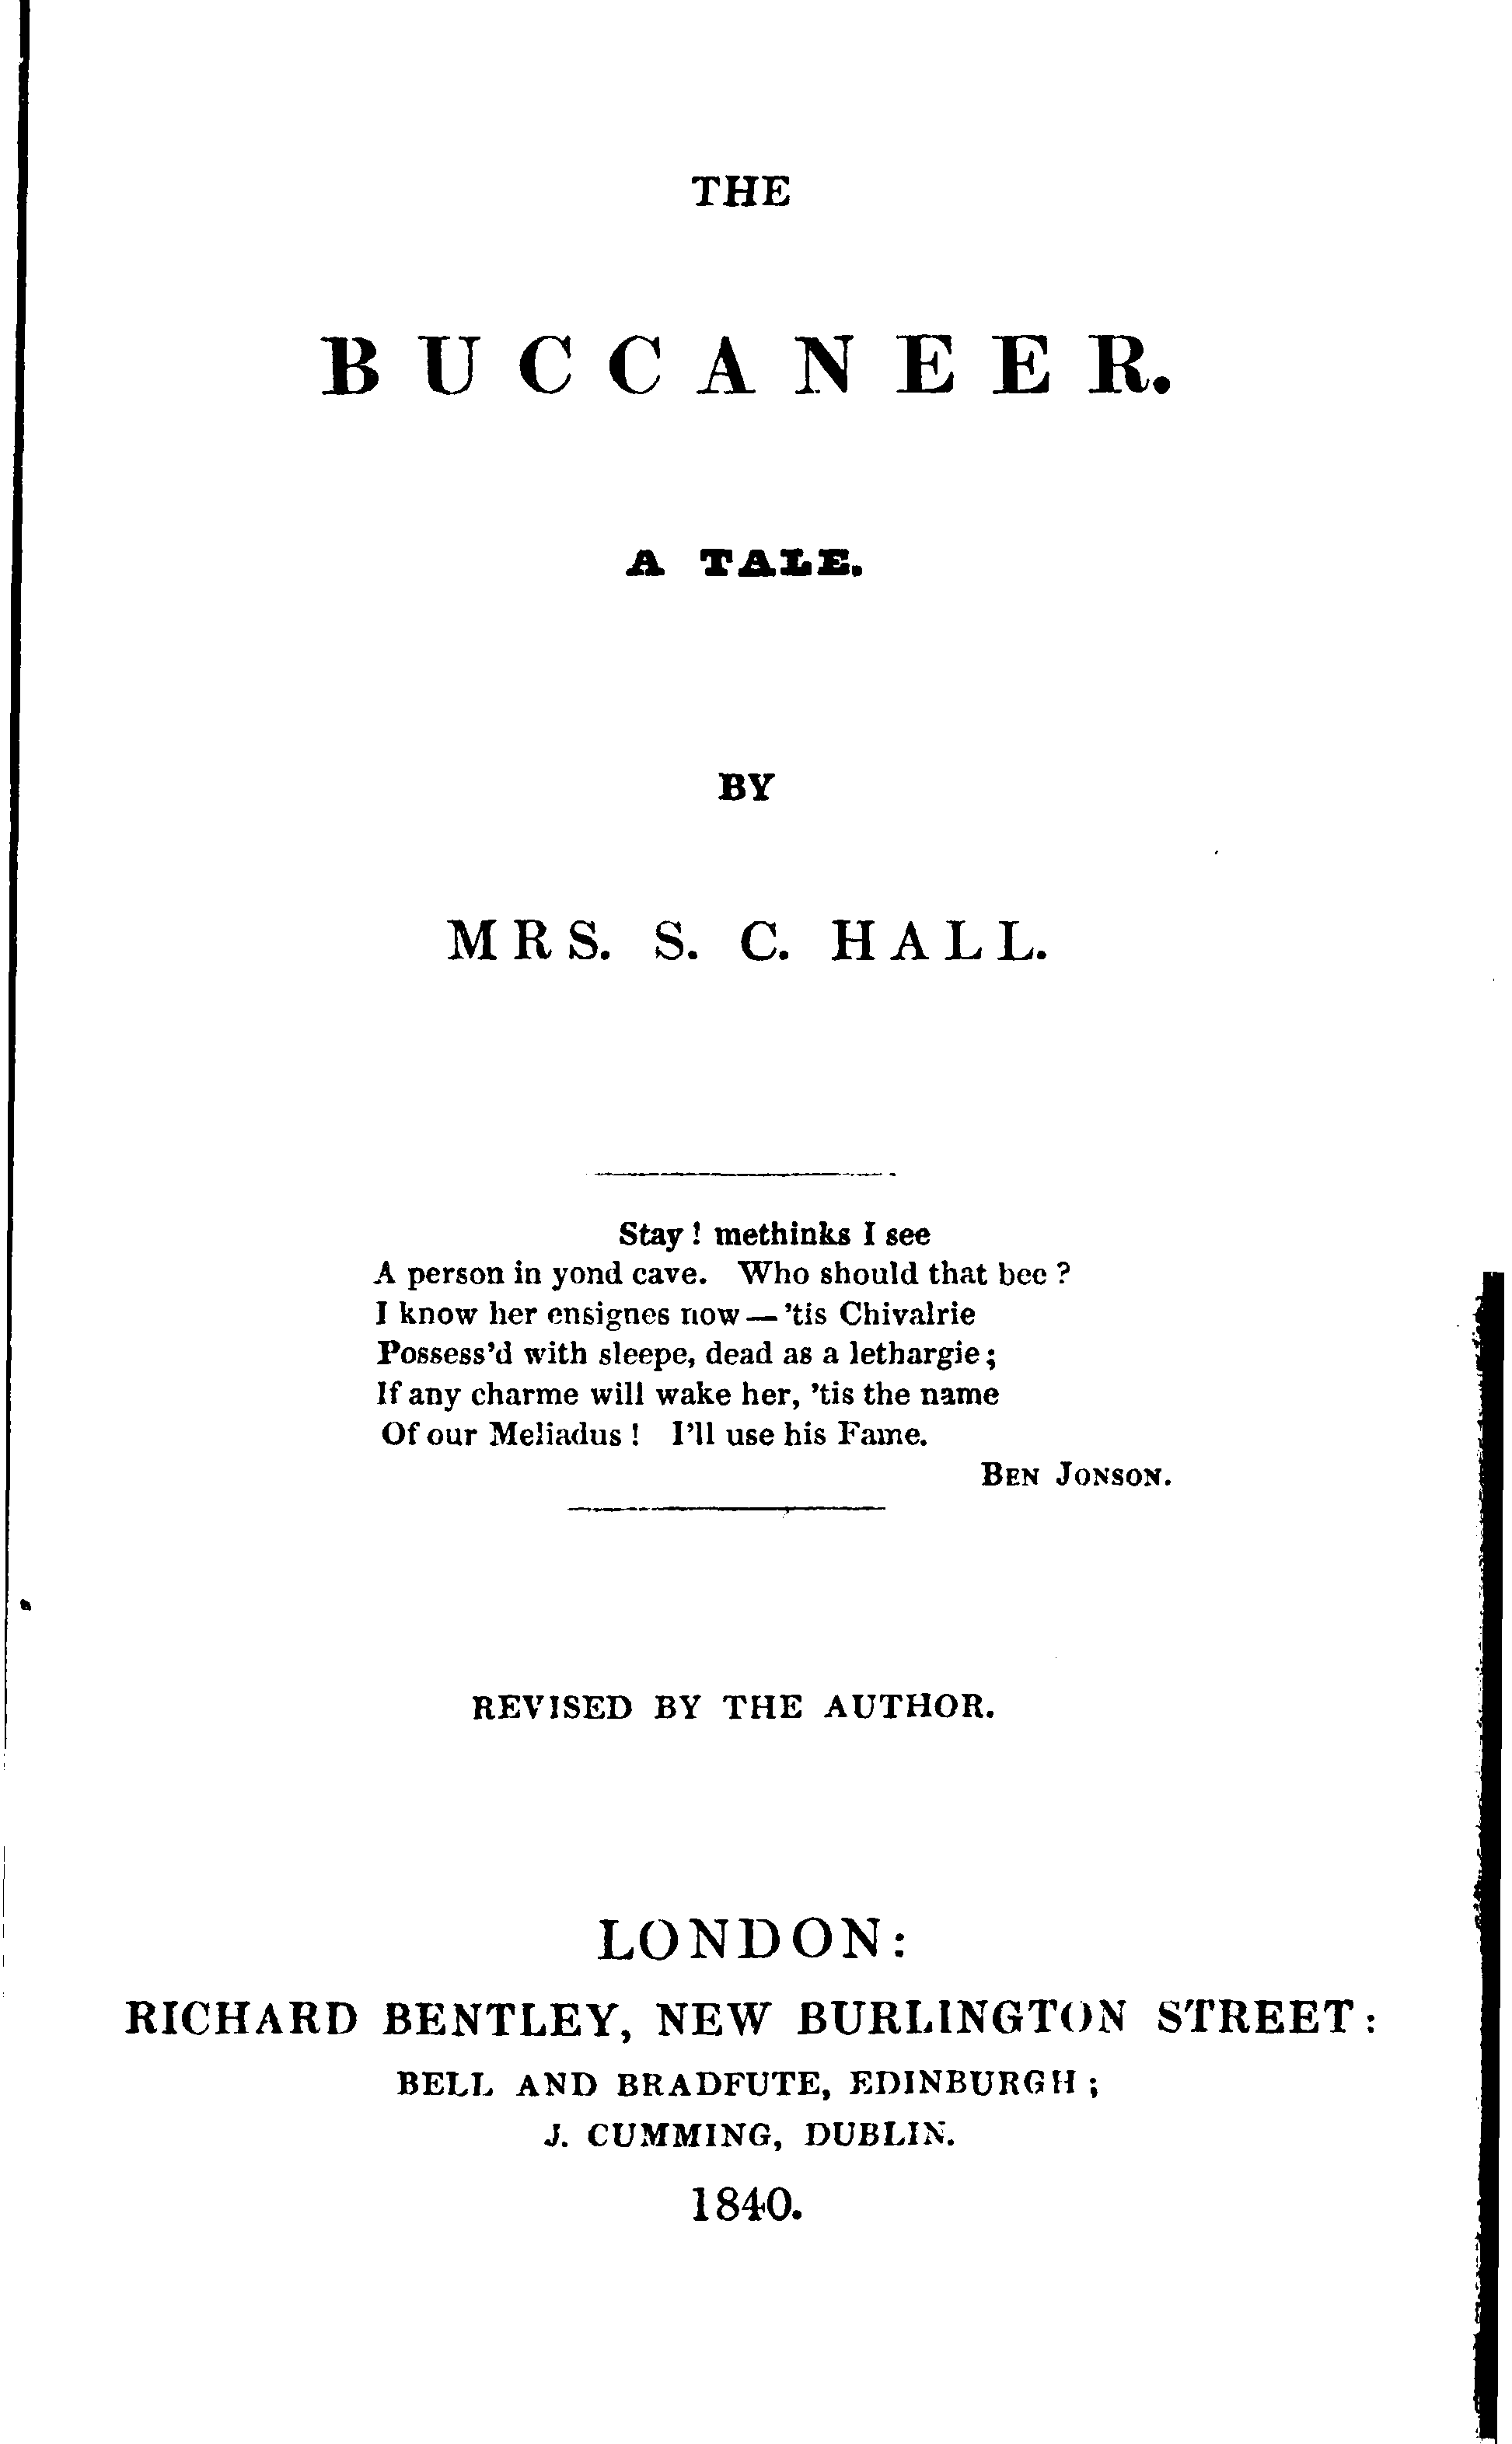 THE
BUCCANEER.
A TALE.
BY
MRS. S. C. HALL.
Stay! methinks I see
A person in yond cave. Who should that bee?
I know her ensignes now—'tis Chivalrie
Possess'd with sleepe, dead as a lethargie;
If any charme will wake her, 'tis the name
Of our Meliadus! I'll use his Fame.
BEN JONSON.
REVISED BY THE AUTHOR.
LONDON:
RICHARD BENTLEY, NEW BURLINGTON STREET:
BELL AND BRADFUTE, EDINBURGH;
J. CUMMING, DUBLIN.
1840.